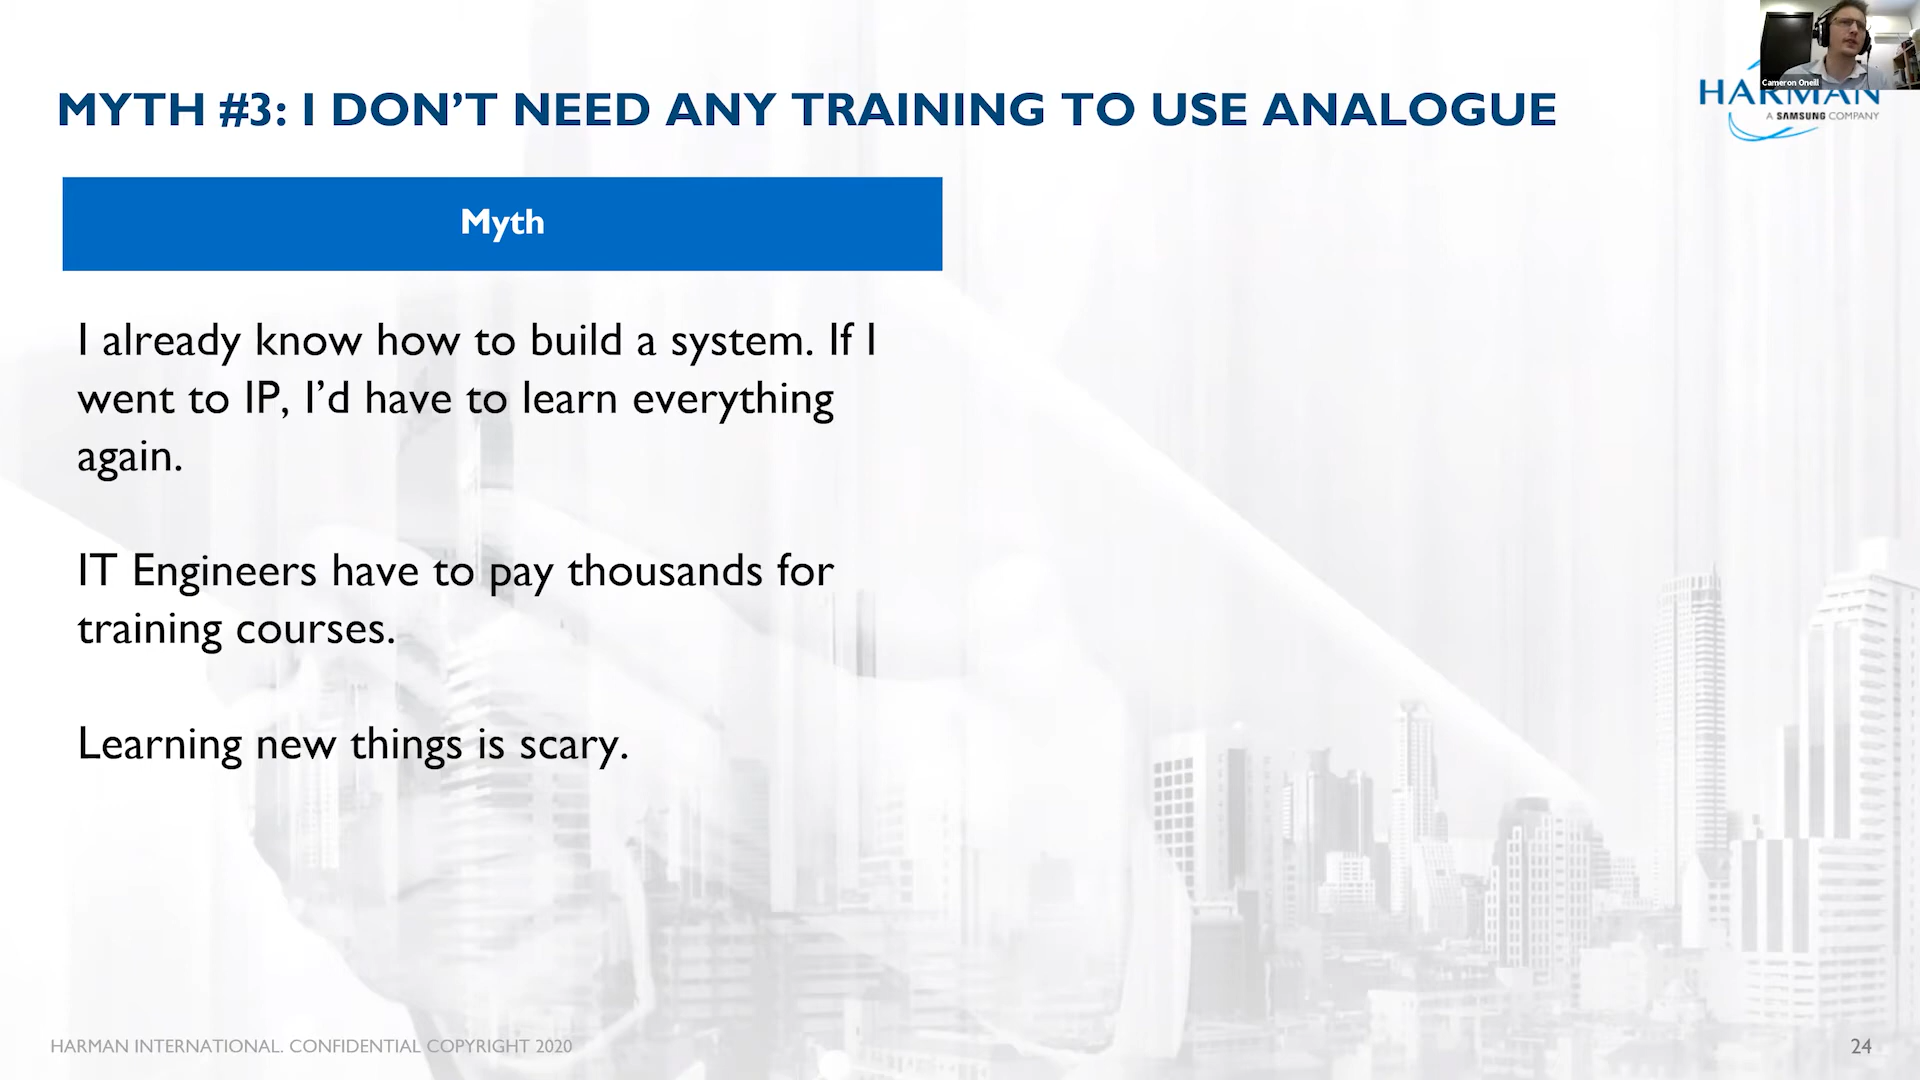 Cameron Oneill
MYTH #3: I DON’T NEED ANY TRAINING TO USE ANALOGUE
HARMAN
A SAMSUNG COMPANY
Myth
I already know how to build a system. If I
went to IP, I’d have to learn everything
again.
IT Engineers have to pay thousands for
training courses.
Learning new things is scary.
HARMAN INTERNATIONAL. CONFIDENTIAL COPYRIGHT 2020
24